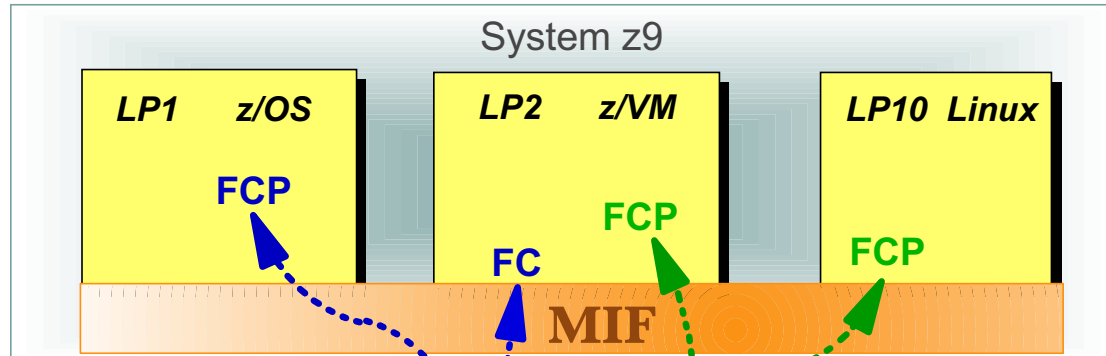 System z9
LP1 z/OS
LP2 z/VM
LP10 Linux
FCP
FCP
FC
FCP
MIF